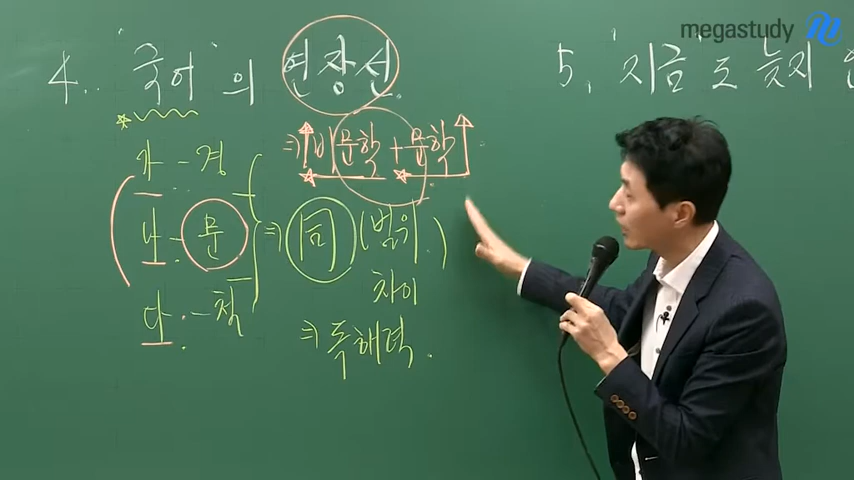 megastudy
4. '국어'의 연장선.
5. '지금'도 늦지
⇒ 비문학 + 문학
가 - 경
나 - 문 ⇒ 同 (범위
차이)
다 - 책
⇒ 독해력.